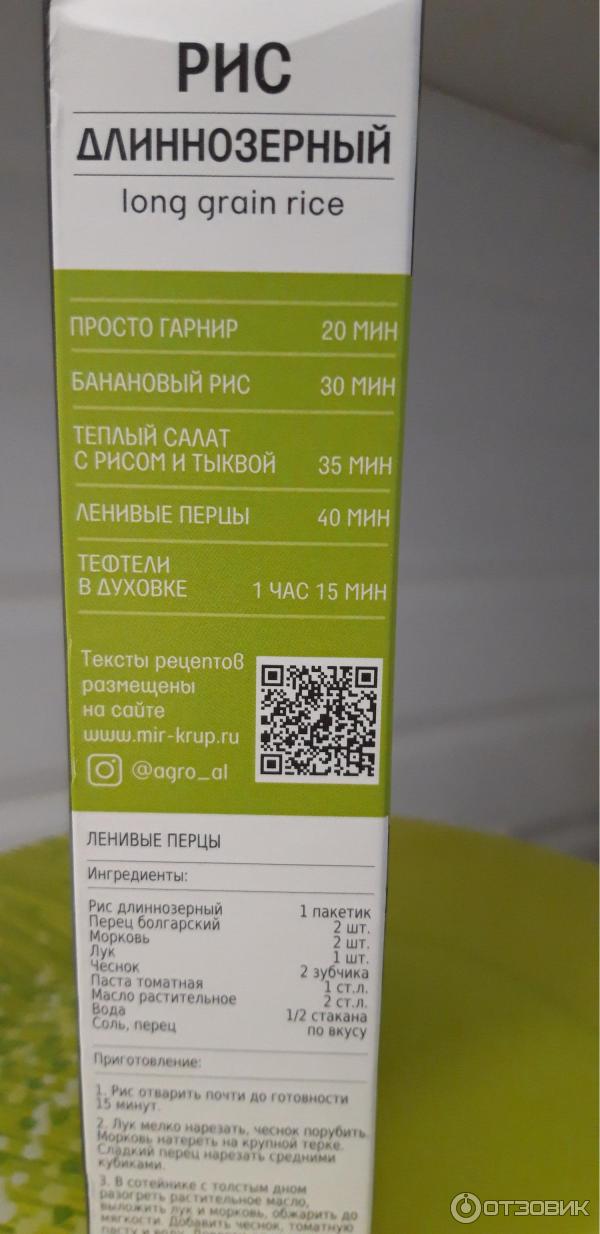 РИС
ДЛИННОЗЕРНЫЙ
long grain rice
ПРОСТО ГАРНИР 20 МИН
БАНАНОВЫЙ РИС 30 МИН
ТЕПЛЫЙ САЛАТ
С РИСОМ И ТЫКВОЙ 35 МИН
ЛЕНИВЫЕ ПЕРЦЫ 40 МИН
ТЕФТЕЛИ
В ДУХОВКЕ 1 ЧАС 15 МИН
Тексты рецептов
размещены
на сайте
www.mir-krup.ru
@agro_al
ЛЕНИВЫЕ ПЕРЦЫ
Ингредиенты:
Рис длиннозерный 1 пакетик
Перец болгарский 2 шт.
Морковь 2 шт.
Лук 1 шт.
Чеснок 2 зубчика
Паста томатная 1 ст.л.
Масло растительное 2 ст.л.
Вода 1/2 стакана
Соль, перец по вкусу
Приготовление:
1. Рис отварить почти до готовности
15 минут.
2. Лук мелко нарезать, чеснок порубить.
Морковь натереть на крупной терке.
Сладкий перец нарезать средними
кубиками.
3. В сотейнике с толстым дном
разогреть растительное масло,
выложить лук и морковь, обжарить до
мягкости. Добавить чеснок, томатную
пасту и воду.
ОТЗОВИК